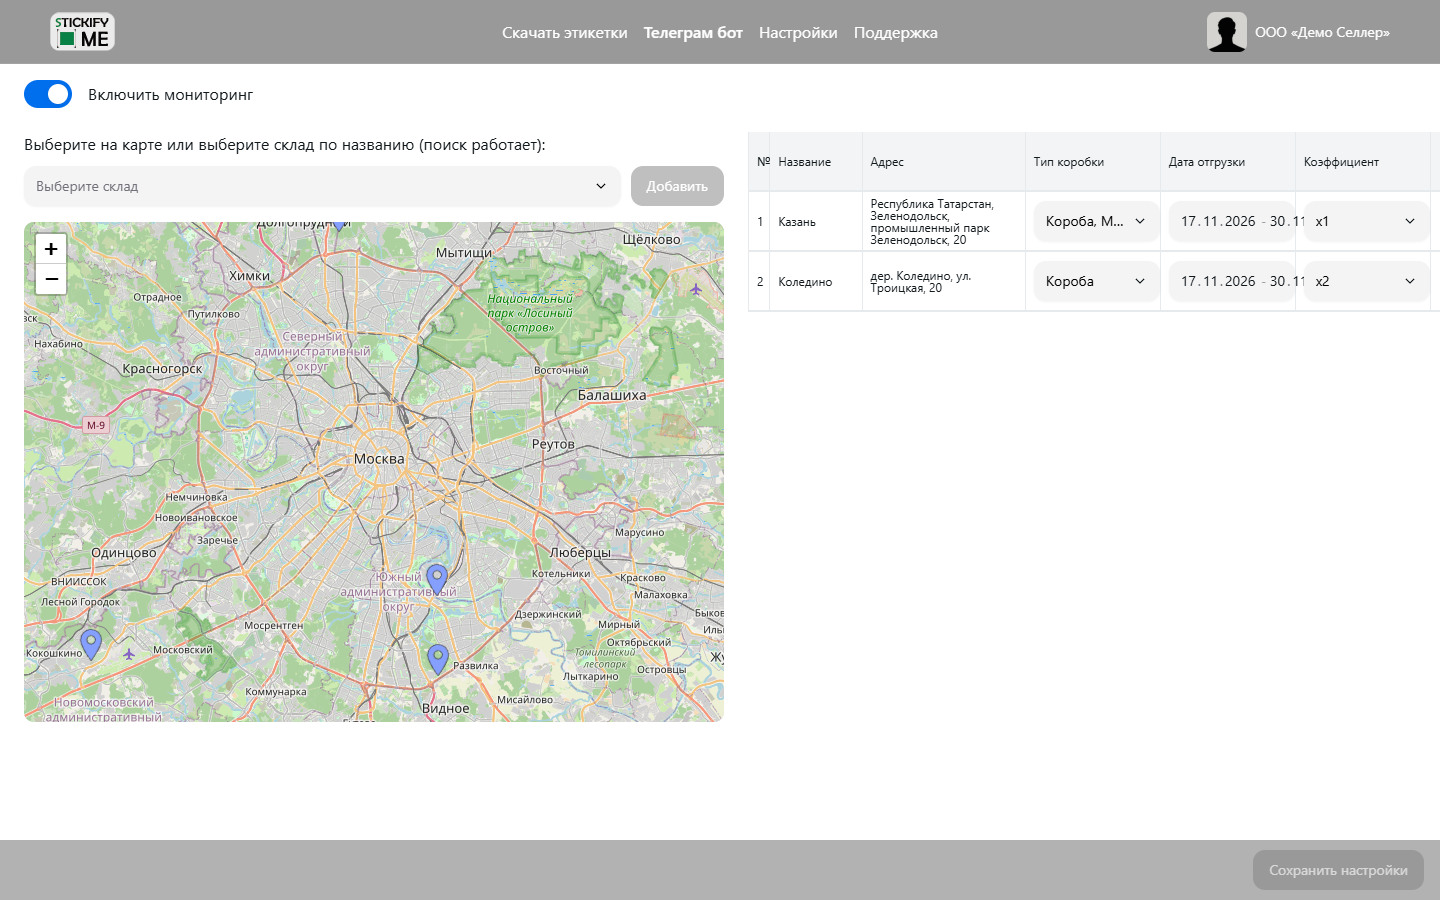 STICKIFY
ME
Скачать этикетки
Телеграм бот
Настройки
Поддержка
ООО «Демо Селлер»
Включить мониторинг
Выберите на карте или выберите склад по названию (поиск работает):
Выберите склад
Добавить
+
−
Долгопрудный
Мытищи
Щёлково
Химки
Отрадное
Путилково
Национальный
парк «Лосиный
остров»
Нахабино
Северный
административный
округ
Красногорск
Восточный
Балашиха
М-9
Реутов
Москва
Немчиновка
Новоивановское
Заречье
Марусино
Одинцово
Люберцы
ВНИИССОК
Южный
административный
округ
Котельники
Красково
Малаховка
Лесной Городок
Дзержинский
Мосрентген
Мирный
Октябрьский
Кокошкино
Московский
Развилка
Томилинский
лесопарк
Островцы
Лыткарино
Коммунарка
Мисайлово
Новомосковский
административный
Видное
№
Название
Адрес
Тип коробки
Дата отгрузки
Коэффициент
1
Казань
Республика Татарстан,
Зеленодольск,
промышленный парк
Зеленодольск, 20
Короба, М...
17.11.2026 - 30.11
x1
2
Коледино
дер. Коледино, ул.
Троицкая, 20
Короба
17.11.2026 - 30.11
x2
Сохранить настройки